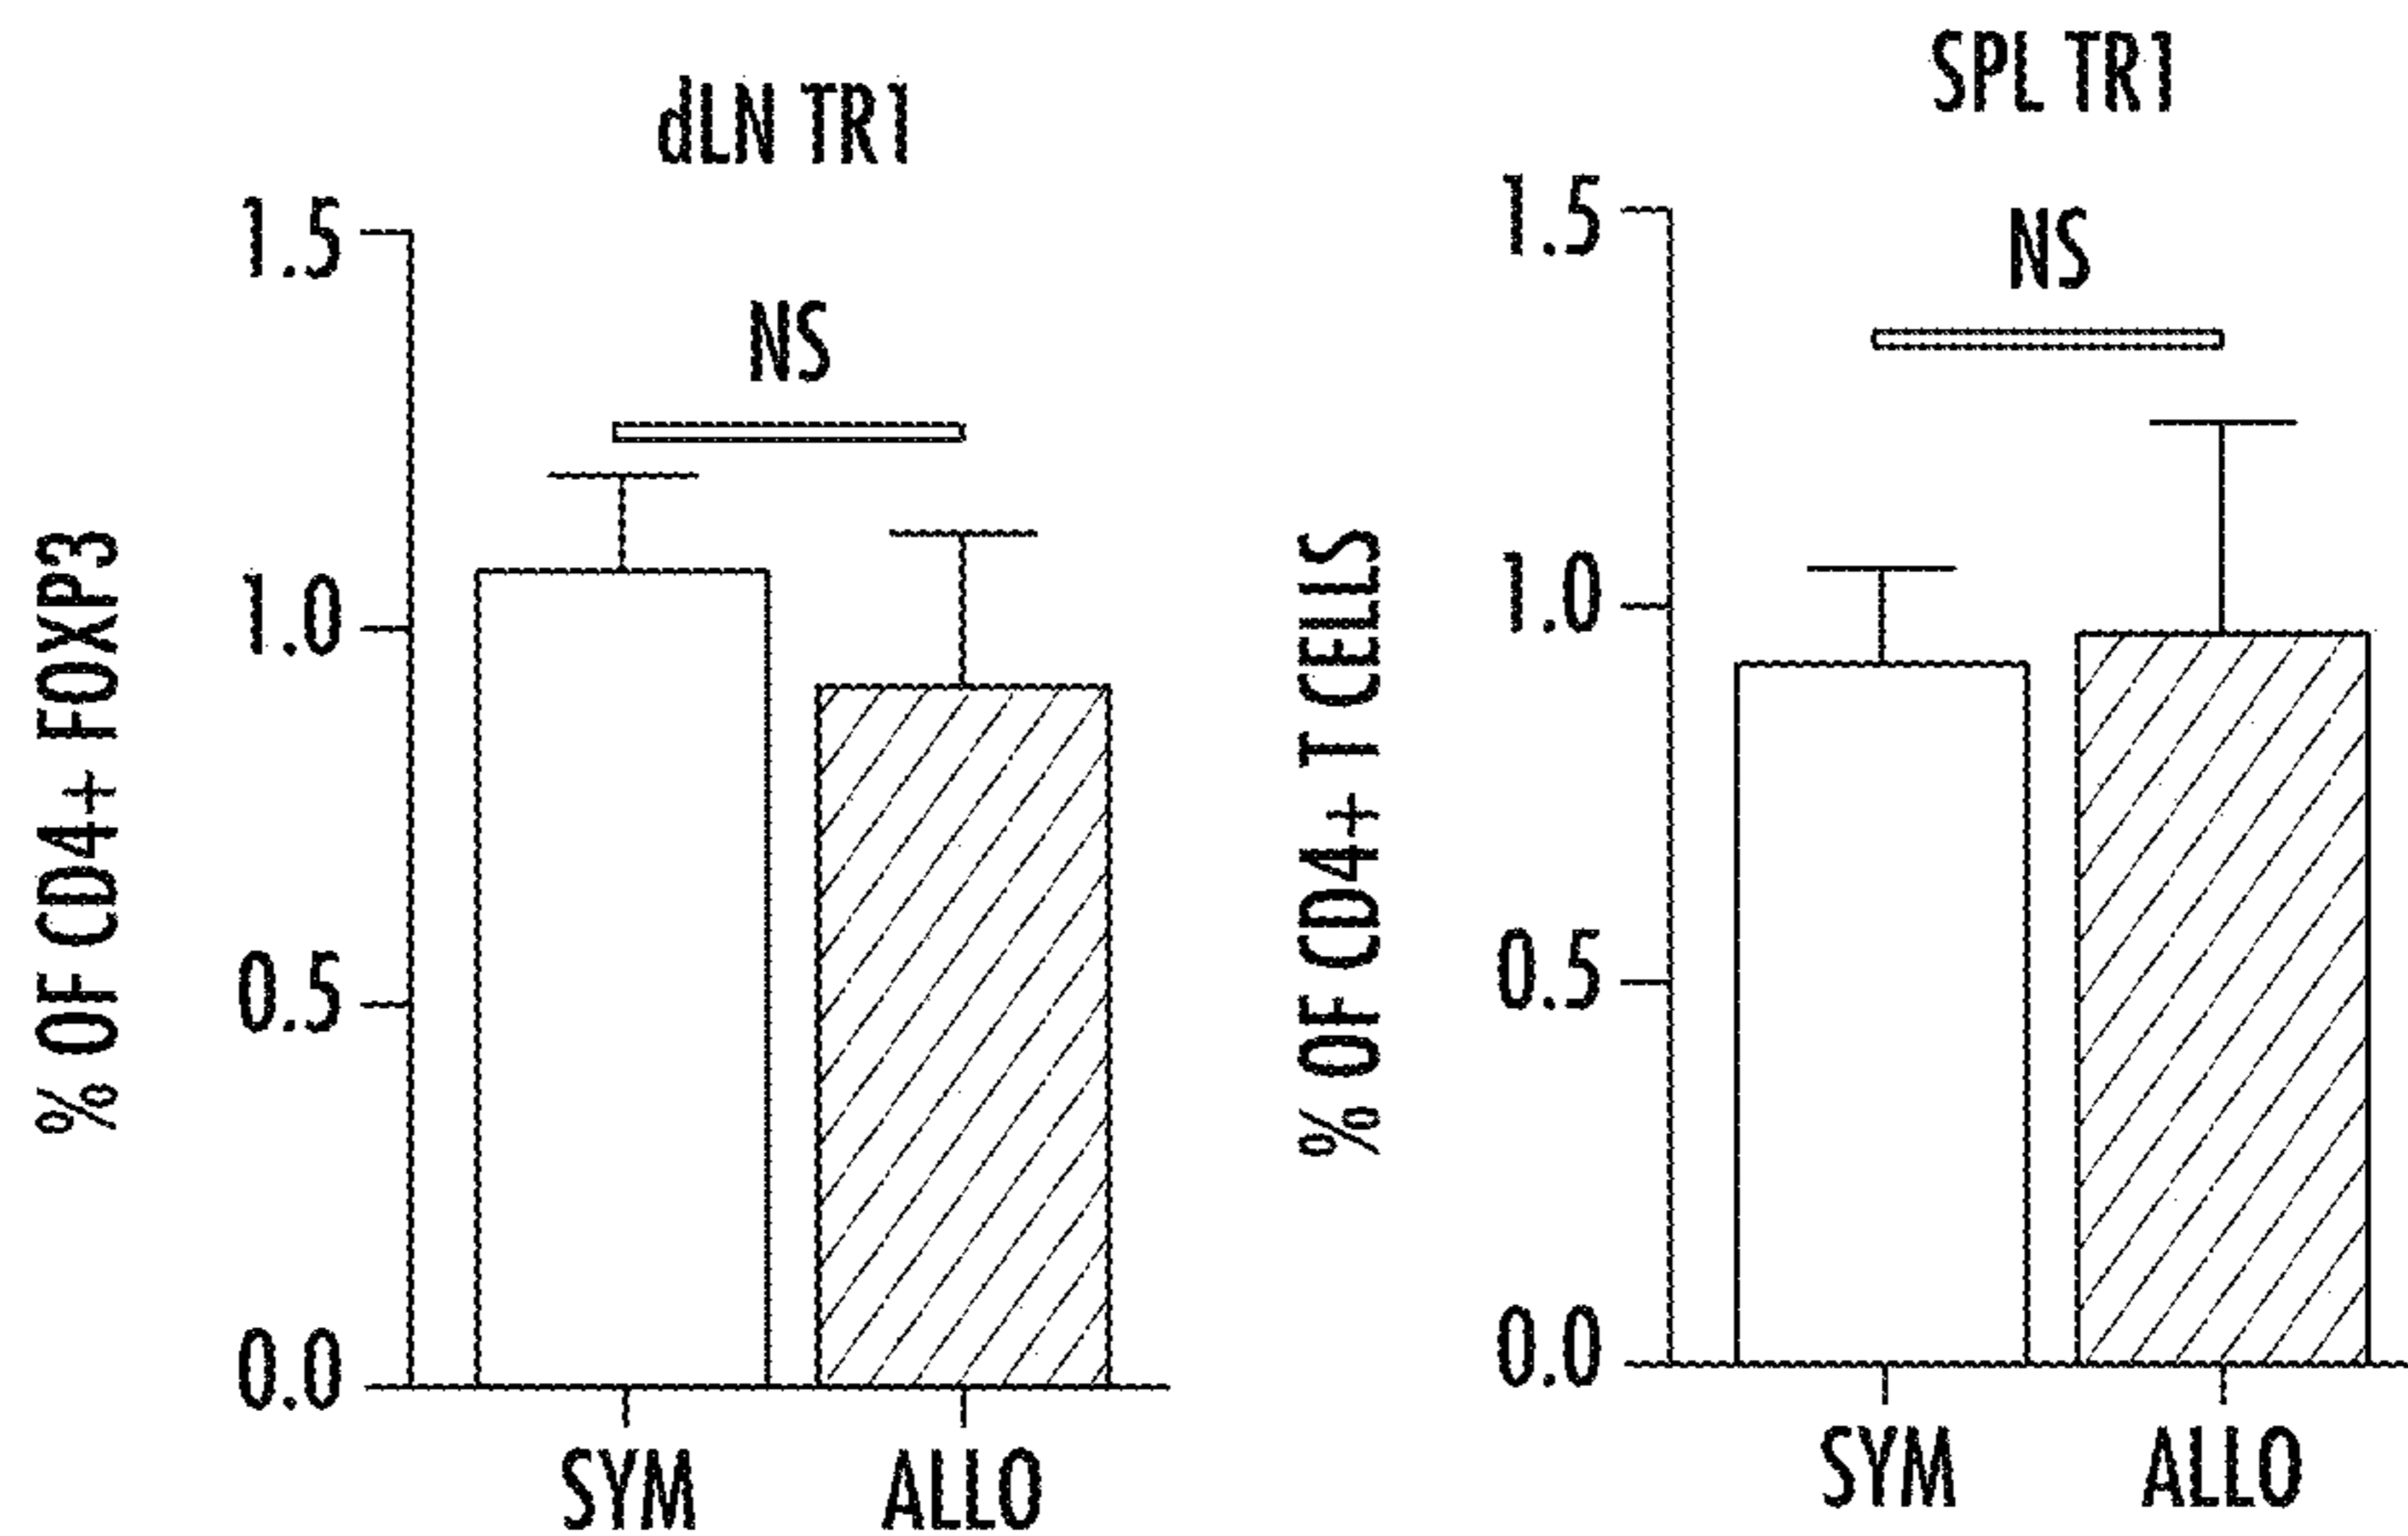 dLN TR1
% OF CD4+ FOXP3
1.5
1.0
0.5
0.0
NS
SYM ALLO
SPL TR1
% OF CD4+ T CELLS
1.5
1.0
0.5
0.0
NS
SYM ALLO